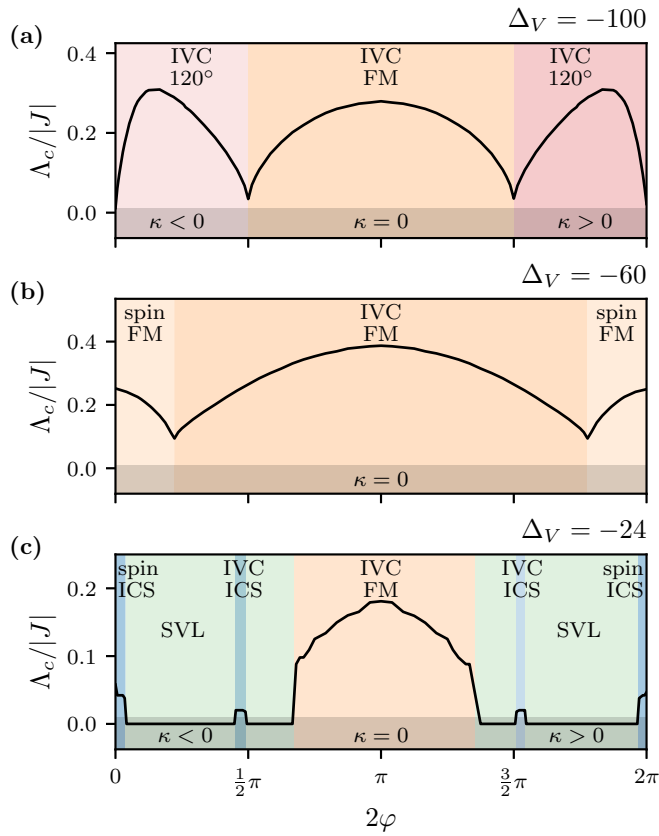 Δ_V = −100
(a)
IVC 120° IVC FM IVC 120°
0.4
0.2
0.0
Λ_c/|J|
κ < 0 κ = 0 κ > 0
Δ_V = −60
(b)
spin FM IVC FM spin FM
0.4
0.2
0.0
Λ_c/|J|
κ = 0
Δ_V = −24
(c)
spin ICS IVC ICS IVC FM IVC ICS spin ICS
SVL SVL
0.2
0.1
0.0
Λ_c/|J|
κ < 0 κ = 0 κ > 0
0 1/2 π π 3/2 π 2π
2φ